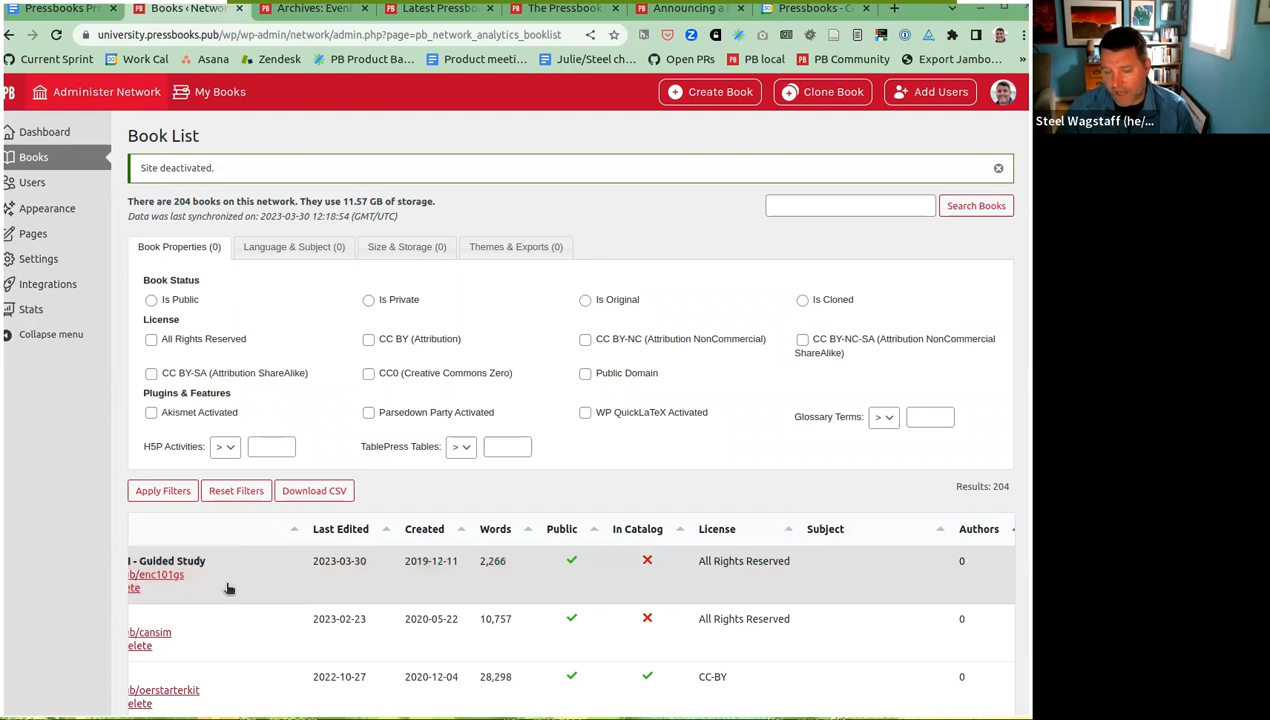 Pressbooks Pr
Books ‹ Netwo
Archives: Event
Latest Pressb
The Pressbook
Announcing a
Pressbooks - C
university.pressbooks.pub/wp/wp-admin/network/admin.php?page=pb_network_analytics_booklist
Current Sprint
Work Cal
Asana
Zendesk
PB Product Ba...
Product meeti...
Julie/Steel ch...
Open PRs
PB local
PB Community
Export Jambo...
PB
Administer Network
My Books
Create Book
Clone Book
Add Users
Steel Wagstaff (he/...
Dashboard
Books
Users
Appearance
Pages
Settings
Integrations
Stats
Collapse menu
Book List
Site deactivated.
There are 204 books on this network. They use 11.57 GB of storage.
Data was last synchronized on: 2023-03-30 12:18:54 (GMT/UTC)
Search Books
Book Properties (0)
Language & Subject (0)
Size & Storage (0)
Themes & Exports (0)
Book Status
Is Public
Is Private
Is Original
Is Cloned
License
All Rights Reserved
CC BY (Attribution)
CC BY-NC (Attribution NonCommercial)
CC BY-NC-SA (Attribution NonCommercial
ShareAlike)
CC BY-SA (Attribution ShareAlike)
CC0 (Creative Commons Zero)
Public Domain
Plugins & Features
Akismet Activated
Parsedown Party Activated
WP QuickLaTeX Activated
Glossary Terms: >
H5P Activities: >
TablePress Tables: >
Apply Filters
Reset Filters
Download CSV
Results: 204
Last Edited
Created
Words
Public
In Catalog
License
Subject
Authors
I - Guided Study
2023-03-30
2019-12-11
2,266
All Rights Reserved
0
ub/enc101gs
ete
2023-02-23
2020-05-22
10,757
All Rights Reserved
0
ub/cansim
elete
2022-10-27
2020-12-04
28,298
CC-BY
0
ub/oerstarterkit
elete